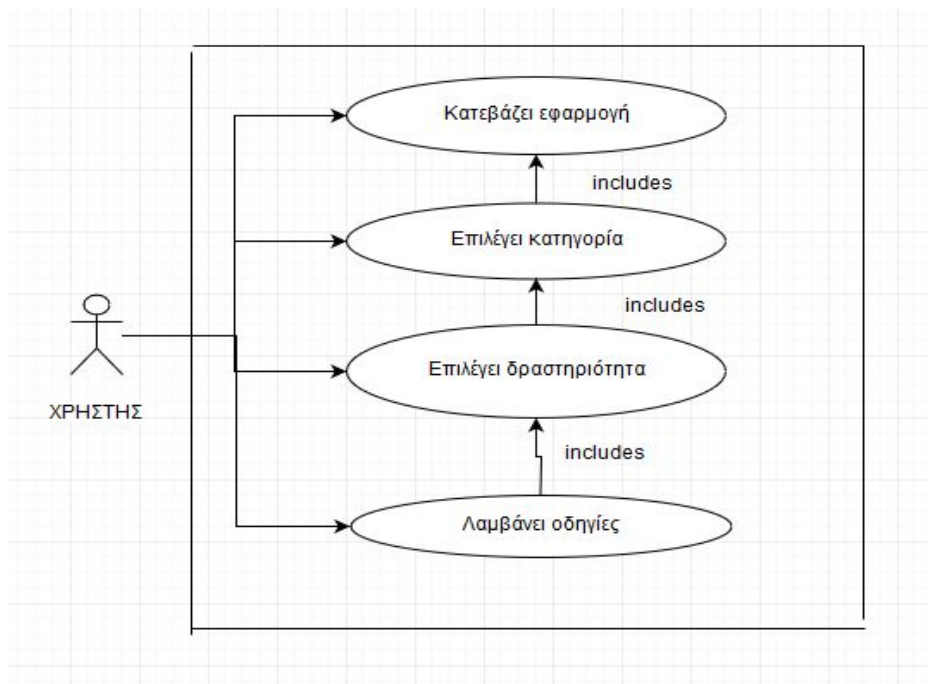 Κατεβάζει εφαρμογή
includes
Επιλέγει κατηγορία
includes
Επιλέγει δραστηριότητα
ΧΡΗΣΤΗΣ
includes
Λαμβάνει οδηγίες